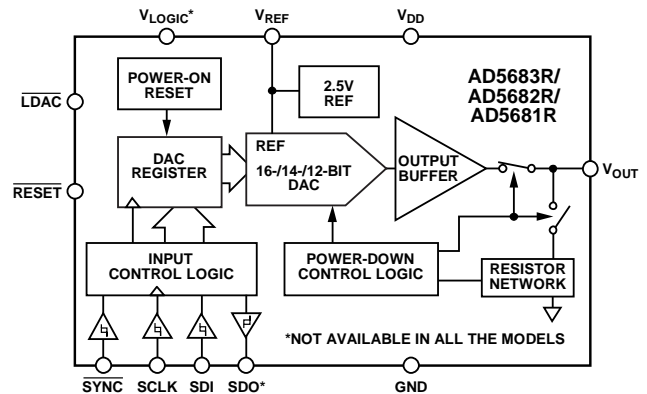 VLOGIC*
VREF
VDD
POWER-ON
RESET
2.5V
REF
AD5683R/
AD5682R/
AD5681R
LDAC
DAC
REGISTER
REF
16-/14-/12-BIT
DAC
OUTPUT
BUFFER
VOUT
RESET
INPUT
CONTROL LOGIC
POWER-DOWN
CONTROL LOGIC
RESISTOR
NETWORK
*NOT AVAILABLE IN ALL THE MODELS
SYNC
SCLK
SDI
SDO*
GND